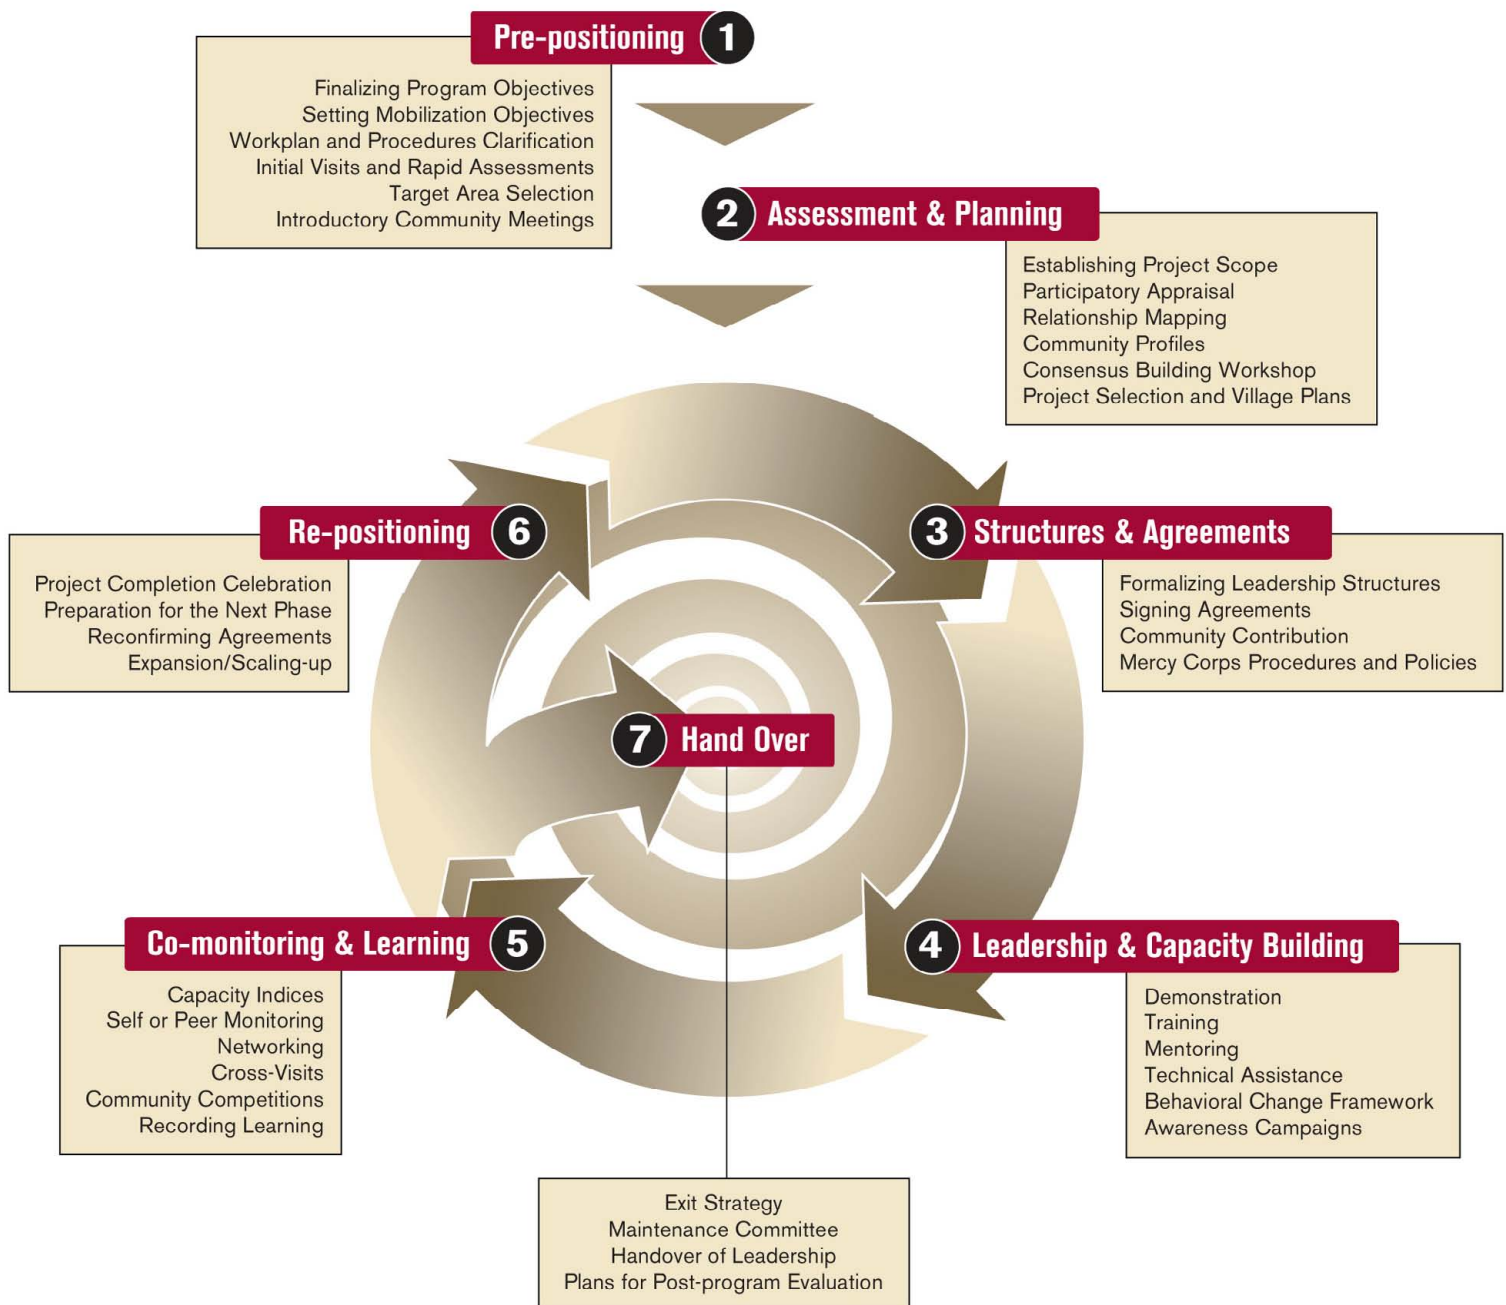 Pre-positioning 1
Finalizing Program Objectives
Setting Mobilization Objectives
Workplan and Procedures Clarification
Initial Visits and Rapid Assessments
Target Area Selection
Introductory Community Meetings
2 Assessment & Planning
Establishing Project Scope
Participatory Appraisal
Relationship Mapping
Community Profiles
Consensus Building Workshop
Project Selection and Village Plans
3 Structures & Agreements
Formalizing Leadership Structures
Signing Agreements
Community Contribution
Mercy Corps Procedures and Policies
4 Leadership & Capacity Building
Demonstration
Training
Mentoring
Technical Assistance
Behavioral Change Framework
Awareness Campaigns
Co-monitoring & Learning 5
Capacity Indices
Self or Peer Monitoring
Networking
Cross-Visits
Community Competitions
Recording Learning
Re-positioning 6
Project Completion Celebration
Preparation for the Next Phase
Reconfirming Agreements
Expansion/Scaling-up
7 Hand Over
Exit Strategy
Maintenance Committee
Handover of Leadership
Plans for Post-program Evaluation